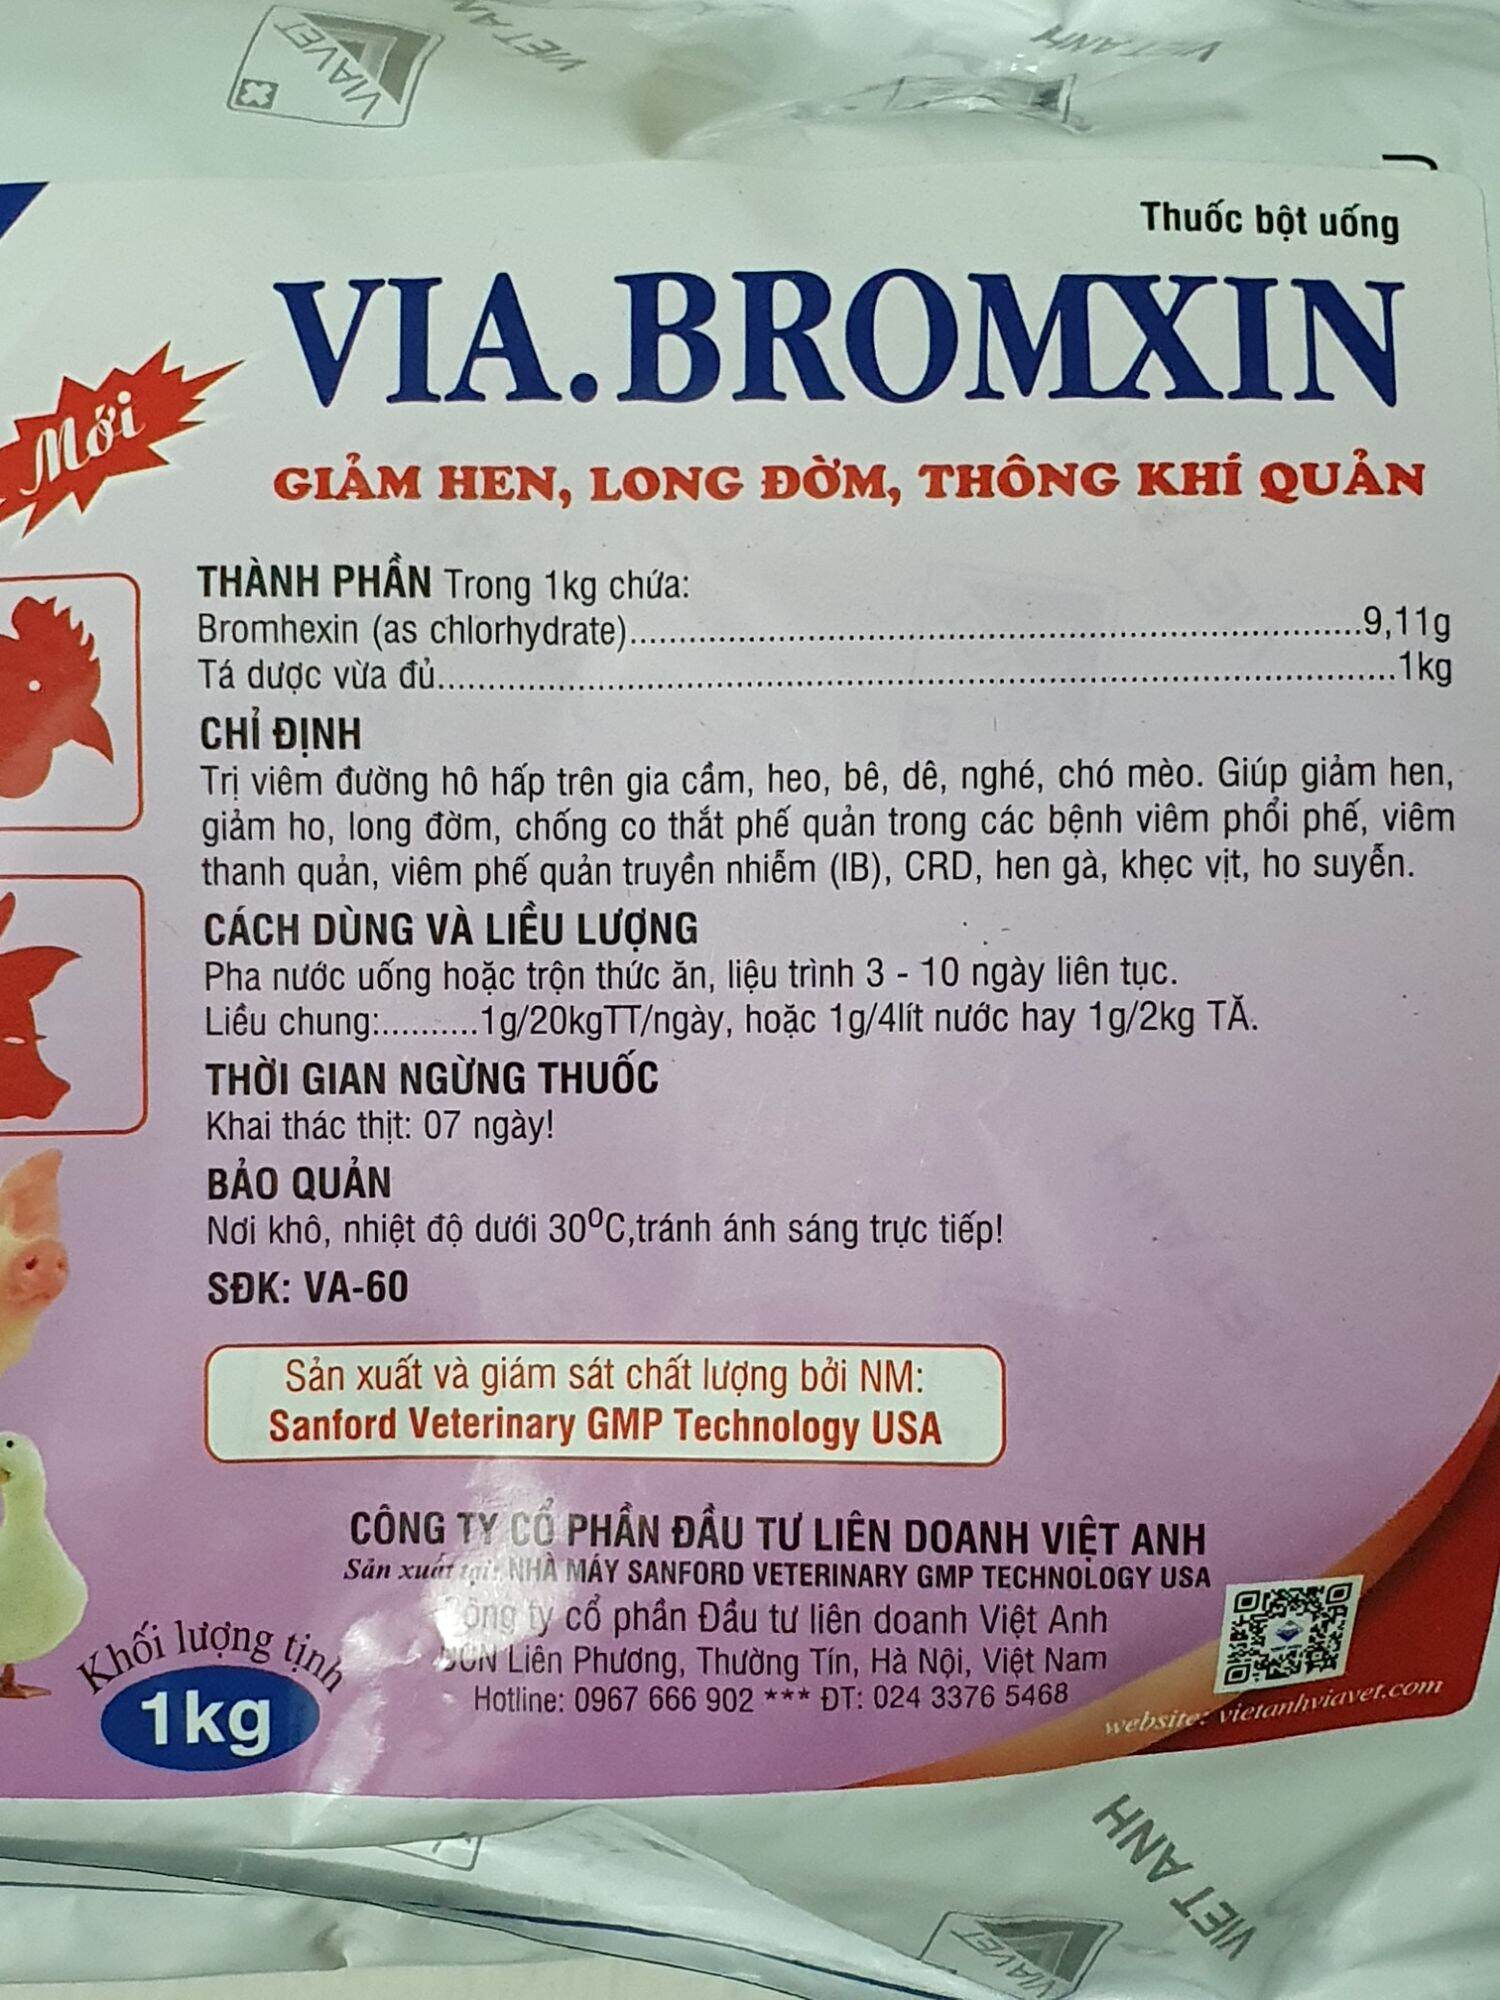 VIAVET
VIET AN
VIET ANH
Thuốc bột uống
VIA.BROMXIN
Mới
GIẢM HEN, LONG ĐỜM, THÔNG KHÍ QUẢN
THÀNH PHẦN Trong 1kg chứa:
Bromhexin (as chlorhydrate)..........9,11g
Tá dược vừa đủ..........1kg
CHỈ ĐỊNH
Trị viêm đường hô hấp trên gia cầm, heo, bê, dê, nghé, chó mèo. Giúp giảm hen,
giảm ho, long đờm, chống co thắt phế quản trong các bệnh viêm phổi phế, viêm
thanh quản, viêm phế quản truyền nhiễm (IB), CRD, hen gà, khẹc vịt, ho suyễn.
CÁCH DÙNG VÀ LIỀU LƯỢNG
Pha nước uống hoặc trộn thức ăn, liệu trình 3 - 10 ngày liên tục.
Liều chung:..........1g/20kgTT/ngày, hoặc 1g/4lít nước hay 1g/2kg TĂ.
THỜI GIAN NGỪNG THUỐC
Khai thác thịt: 07 ngày!
BẢO QUẢN
Nơi khô, nhiệt độ dưới 30⁰C,tránh ánh sáng trực tiếp!
SĐK: VA-60
Sản xuất và giám sát chất lượng bởi NM:
Sanford Veterinary GMP Technology USA
CÔNG TY CỔ PHẦN ĐẦU TƯ LIÊN DOANH VIỆT ANH
Sản xuất tại: NHÀ MÁY SANFORD VETERINARY GMP TECHNOLOGY USA
Công ty cổ phần Đầu tư liên doanh Việt Anh
Liên Phương, Thường Tín, Hà Nội, Việt Nam
Hotline: 0967 666 902 *** ĐT: 024 3376 5468
Khối lượng tịnh
1kg
website: vietanhviavet.com
VIET ANH
VIAVET